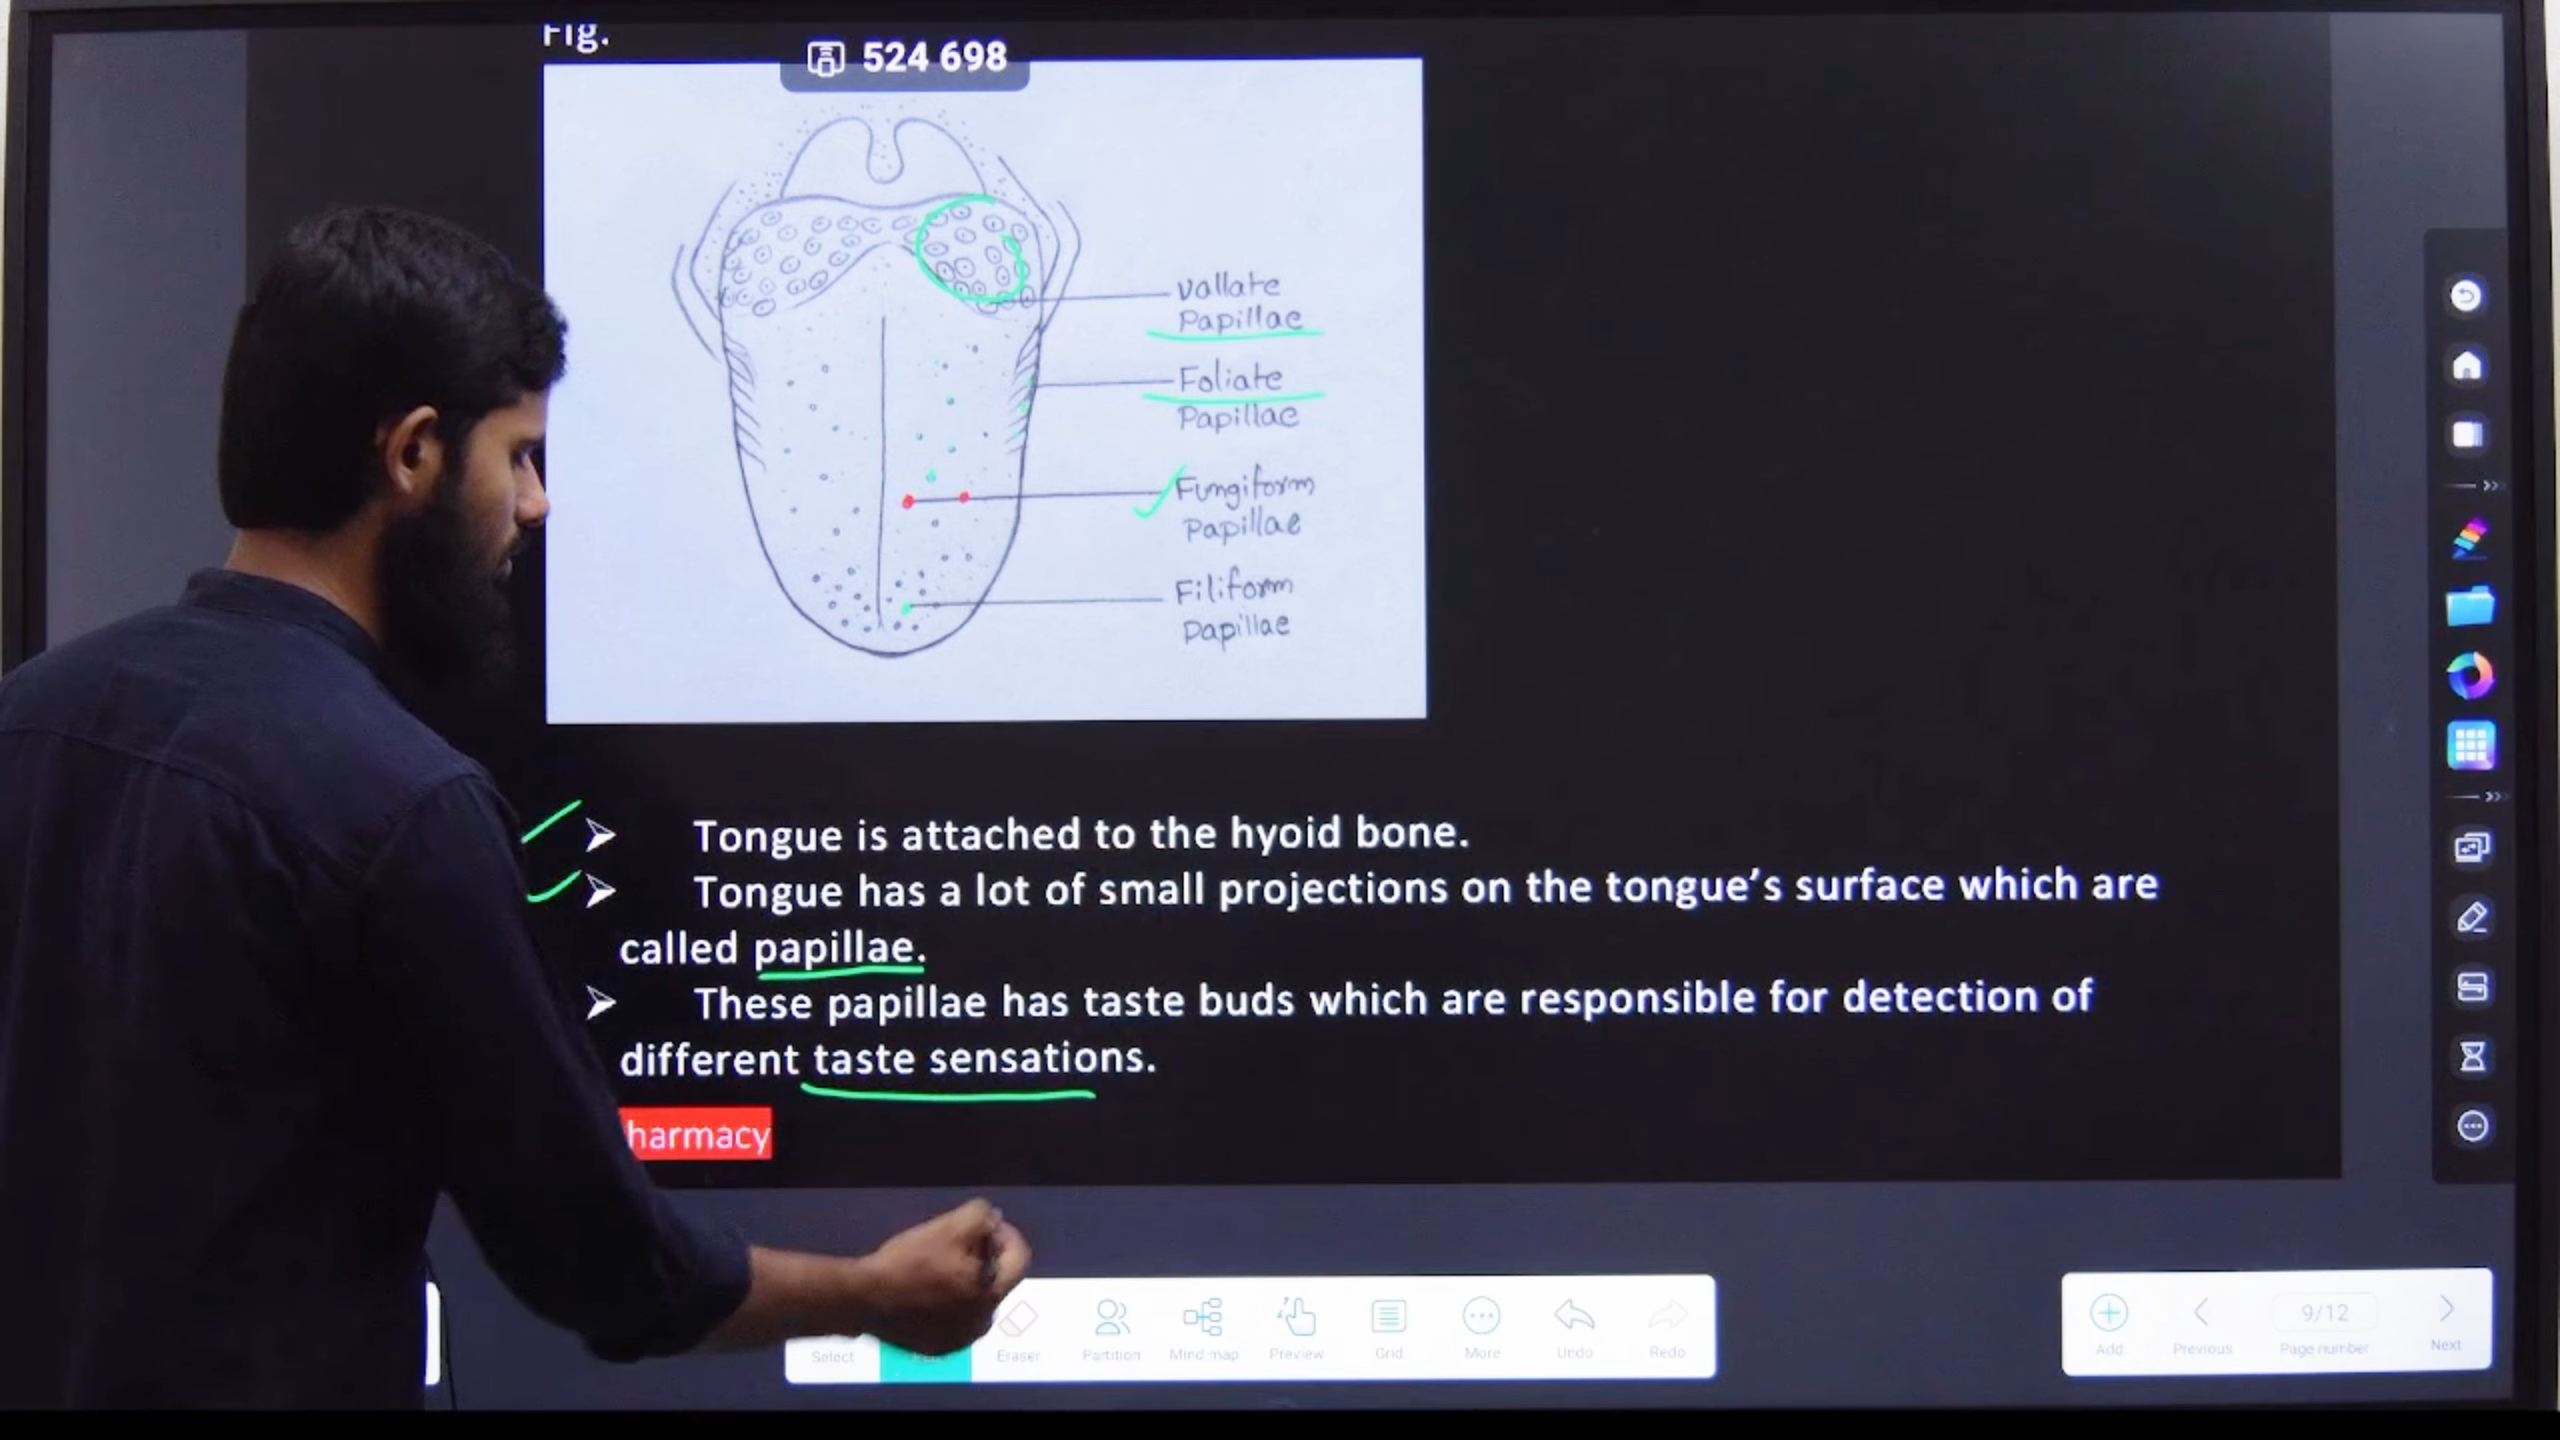 Fig.
524 698
Vallate
Papillae
Foliate
Papillae
Fungiform
Papillae
Filiform
Papillae
➢ Tongue is attached to the hyoid bone.
➢ Tongue has a lot of small projections on the tongue’s surface which are
called papillae.
➢ These papillae has taste buds which are responsible for detection of
different taste sensations.
harmacy
Select Eraser Partition Mind map Preview Grid More Undo Redo
Add Previous 9/12 Page number Next